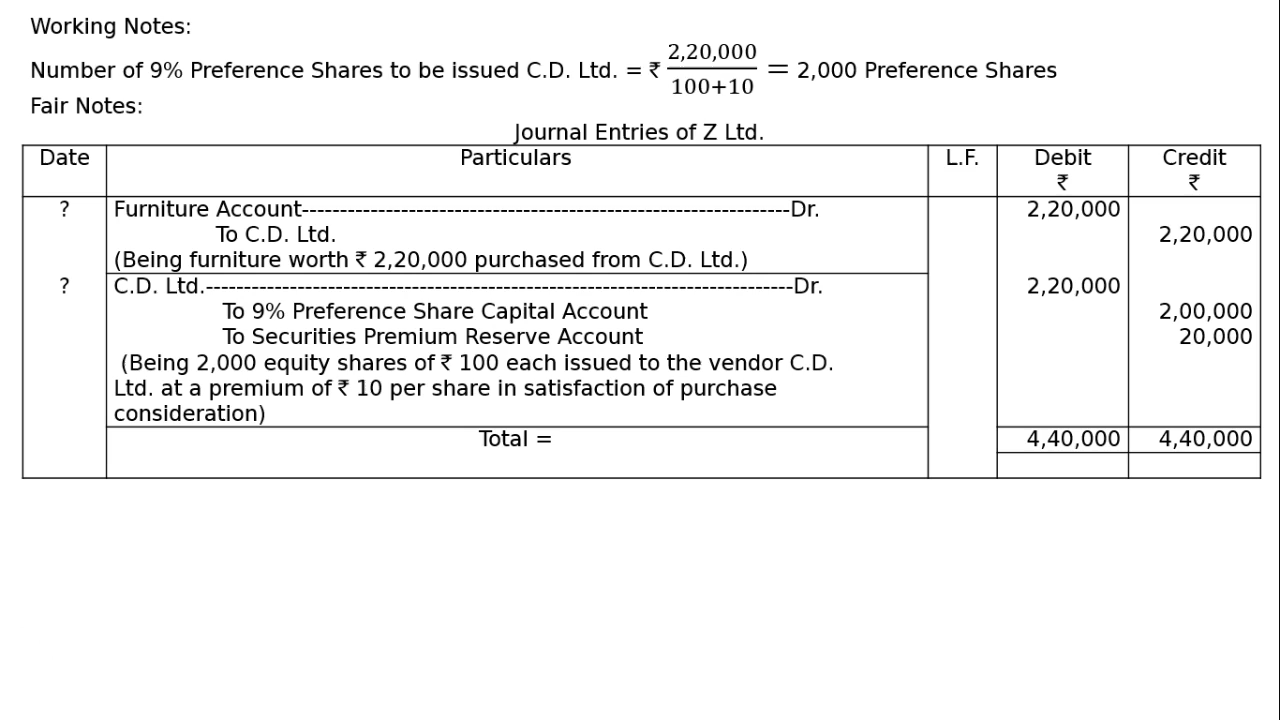 Working Notes:
Number of 9% Preference Shares to be issued C.D. Ltd. = ₹ 2,20,000/100+10 = 2,000 Preference Shares
Fair Notes:
Journal Entries of Z Ltd.
Date Particulars L.F. Debit Credit
₹ ₹
? Furniture Account----------------------------------------------------------------Dr. 2,20,000
To C.D. Ltd. 2,20,000
(Being furniture worth ₹ 2,20,000 purchased from C.D. Ltd.)
? C.D. Ltd.-----------------------------------------------------------------------------Dr. 2,20,000
To 9% Preference Share Capital Account 2,00,000
To Securities Premium Reserve Account 20,000
(Being 2,000 equity shares of ₹ 100 each issued to the vendor C.D.
Ltd. at a premium of ₹ 10 per share in satisfaction of purchase
consideration)
Total = 4,40,000 4,40,000